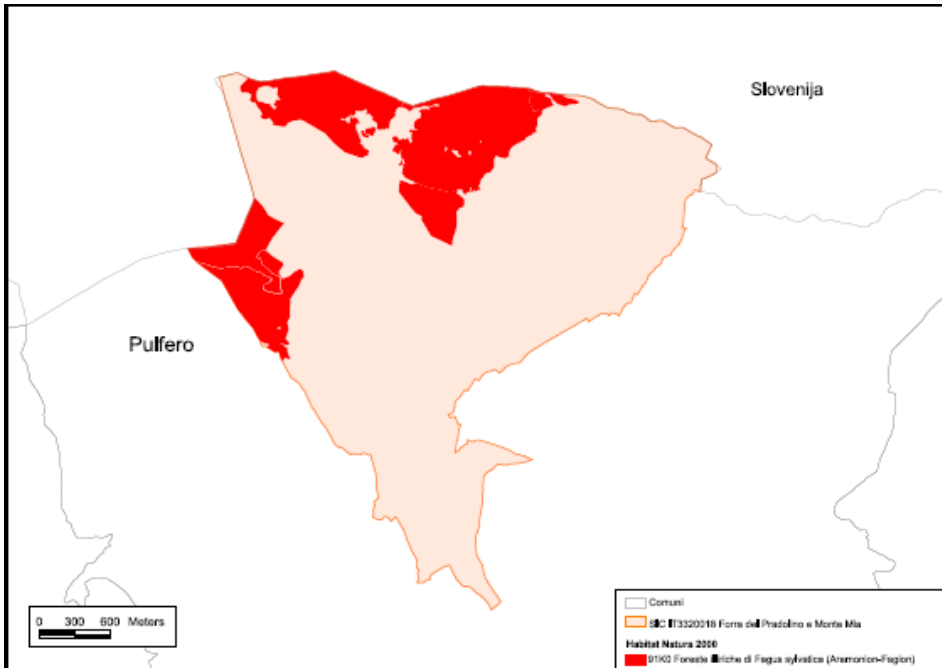 Slovenija
Pulfero
0 300 600 Meters
Comuni
SIC IT3320018 Forra del Pradolino e Monte Mia
Habitat Natura 2000
91K0 Foreste illiriche di Fagus sylvatica (Aremonion-Fagion)